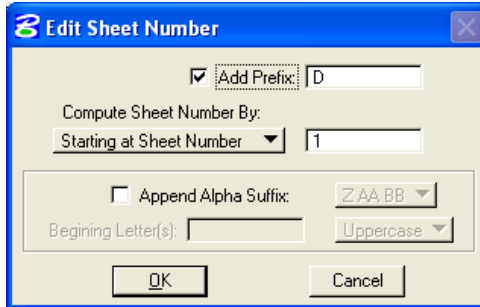 Edit Sheet Number
Add Prefix: D
Compute Sheet Number By:
Starting at Sheet Number 1
Append Alpha Suffix: Z AA BB
Begining Letter(s): Uppercase
OK Cancel